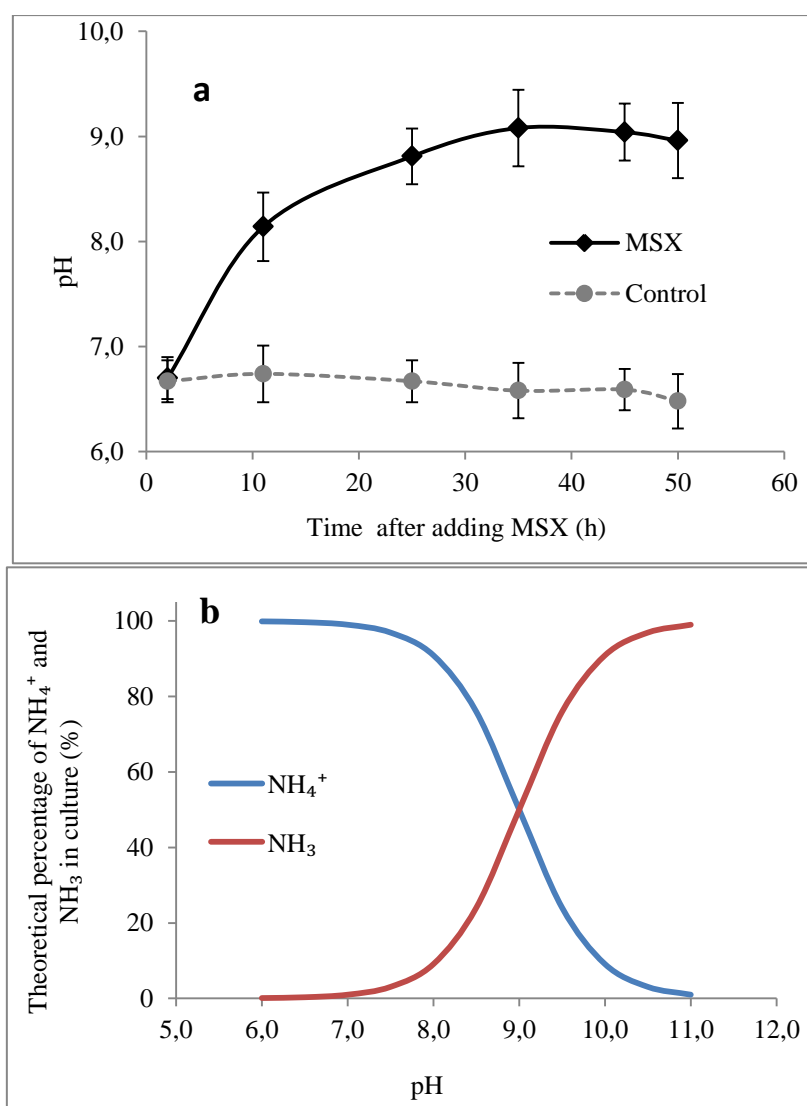 a
10,0
9,0
8,0
7,0
6,0
pH
MSX
Control
0 10 20 30 40 50 60
Time after adding MSX (h)
b
100
80
60
40
20
0
Theoretical percentage of NH₄⁺ and
NH₃ in culture (%)
NH₄⁺
NH₃
5,0 6,0 7,0 8,0 9,0 10,0 11,0 12,0
pH